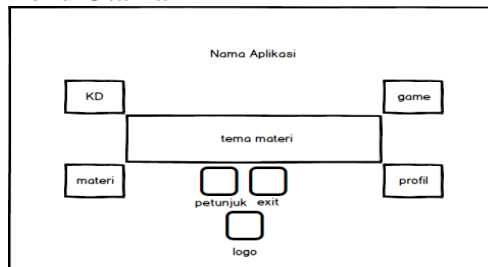 Nama Aplikasi
KD
game
tema materi
materi
profil
petunjuk
exit
logo